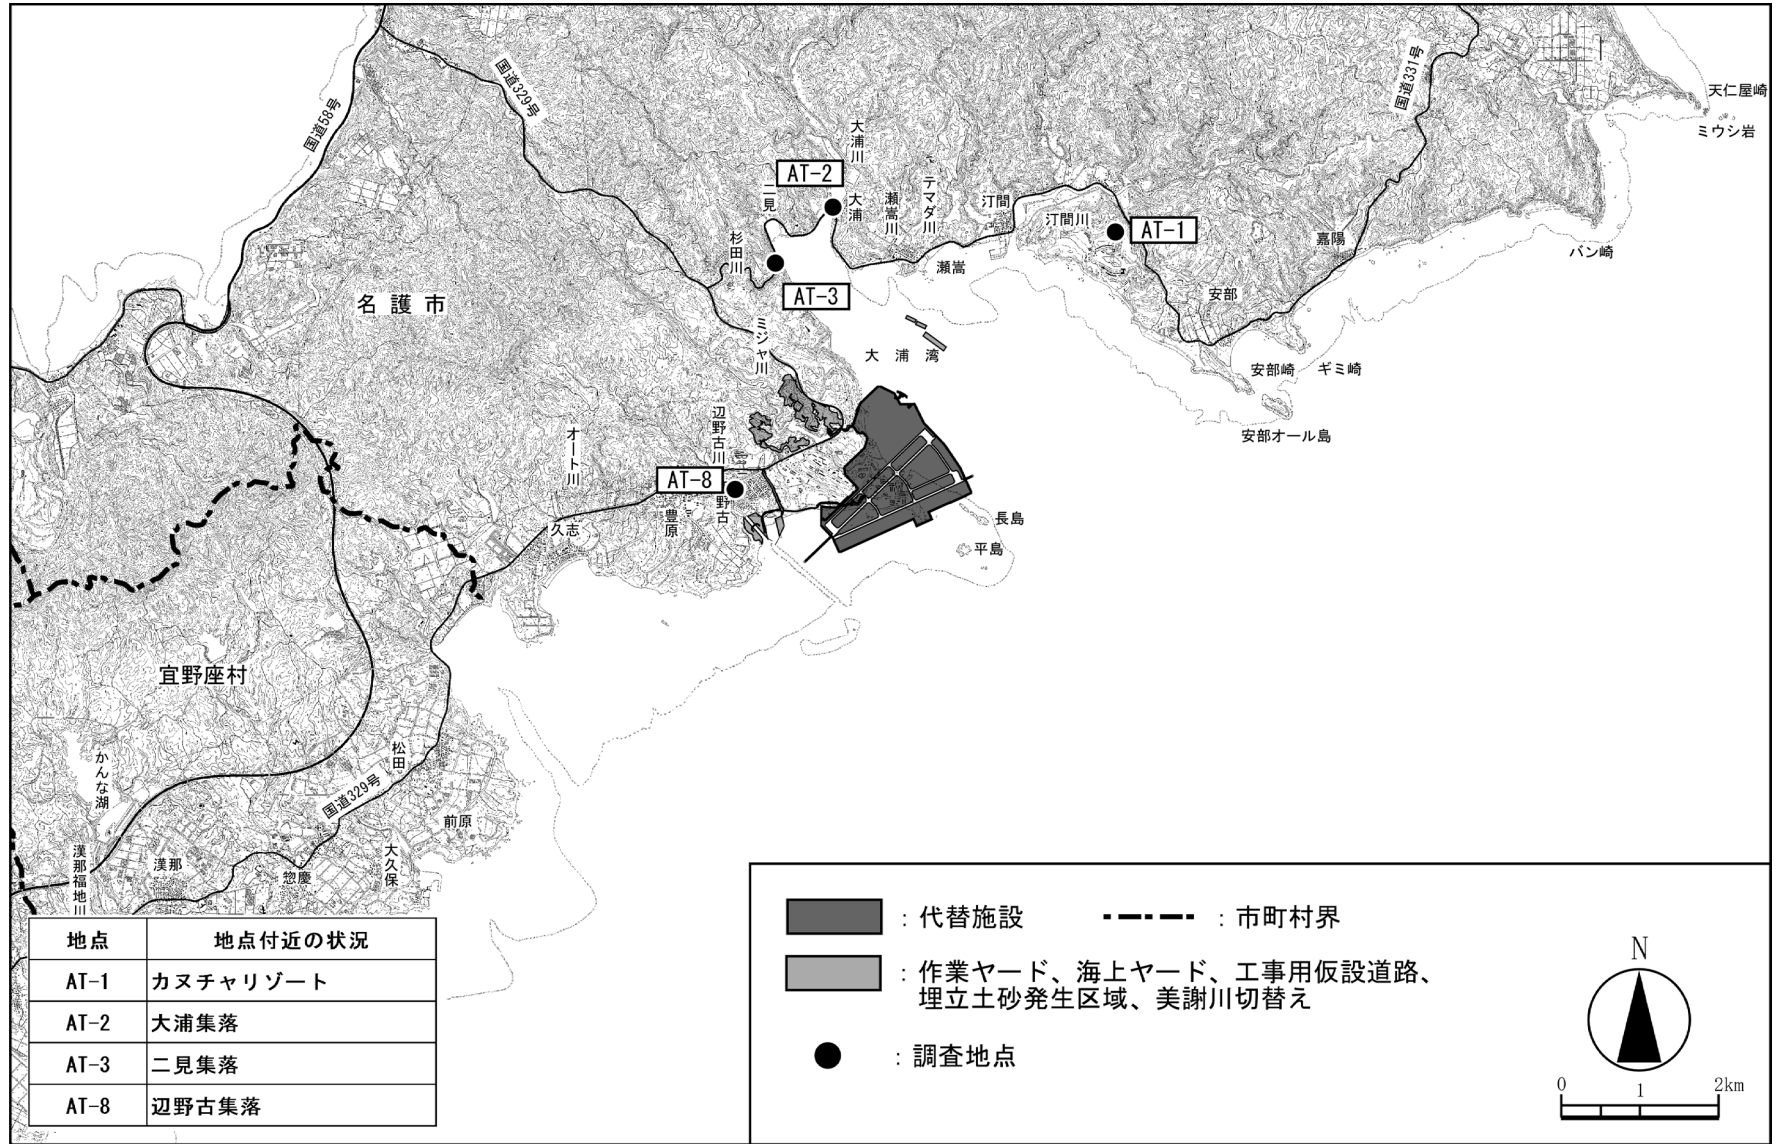 国道58号
国道329号
国道331号
天仁屋崎
ミウシ岩
バン崎
大浦川
AT-2
二見
大浦
瀬嵩川
テマダ川
汀間
汀間川
AT-1
嘉陽
杉田川
瀬嵩
AT-3
安部
名護市
ミジャ川
大浦湾
安部崎
ギミ崎
安部オール島
辺野古川
オート川
AT-8
野古
豊原
久志
長島
平島
宜野座村
かんな湖
松田
国道329号
前原
漢那福地川
漢那
惣慶
大久保
地点 地点付近の状況
AT-1 カヌチャリゾート
AT-2 大浦集落
AT-3 二見集落
AT-8 辺野古集落
：代替施設
：市町村界
：作業ヤード、海上ヤード、工事用仮設道路、
埋立土砂発生区域、美謝川切替え
：調査地点
N
0 1 2km